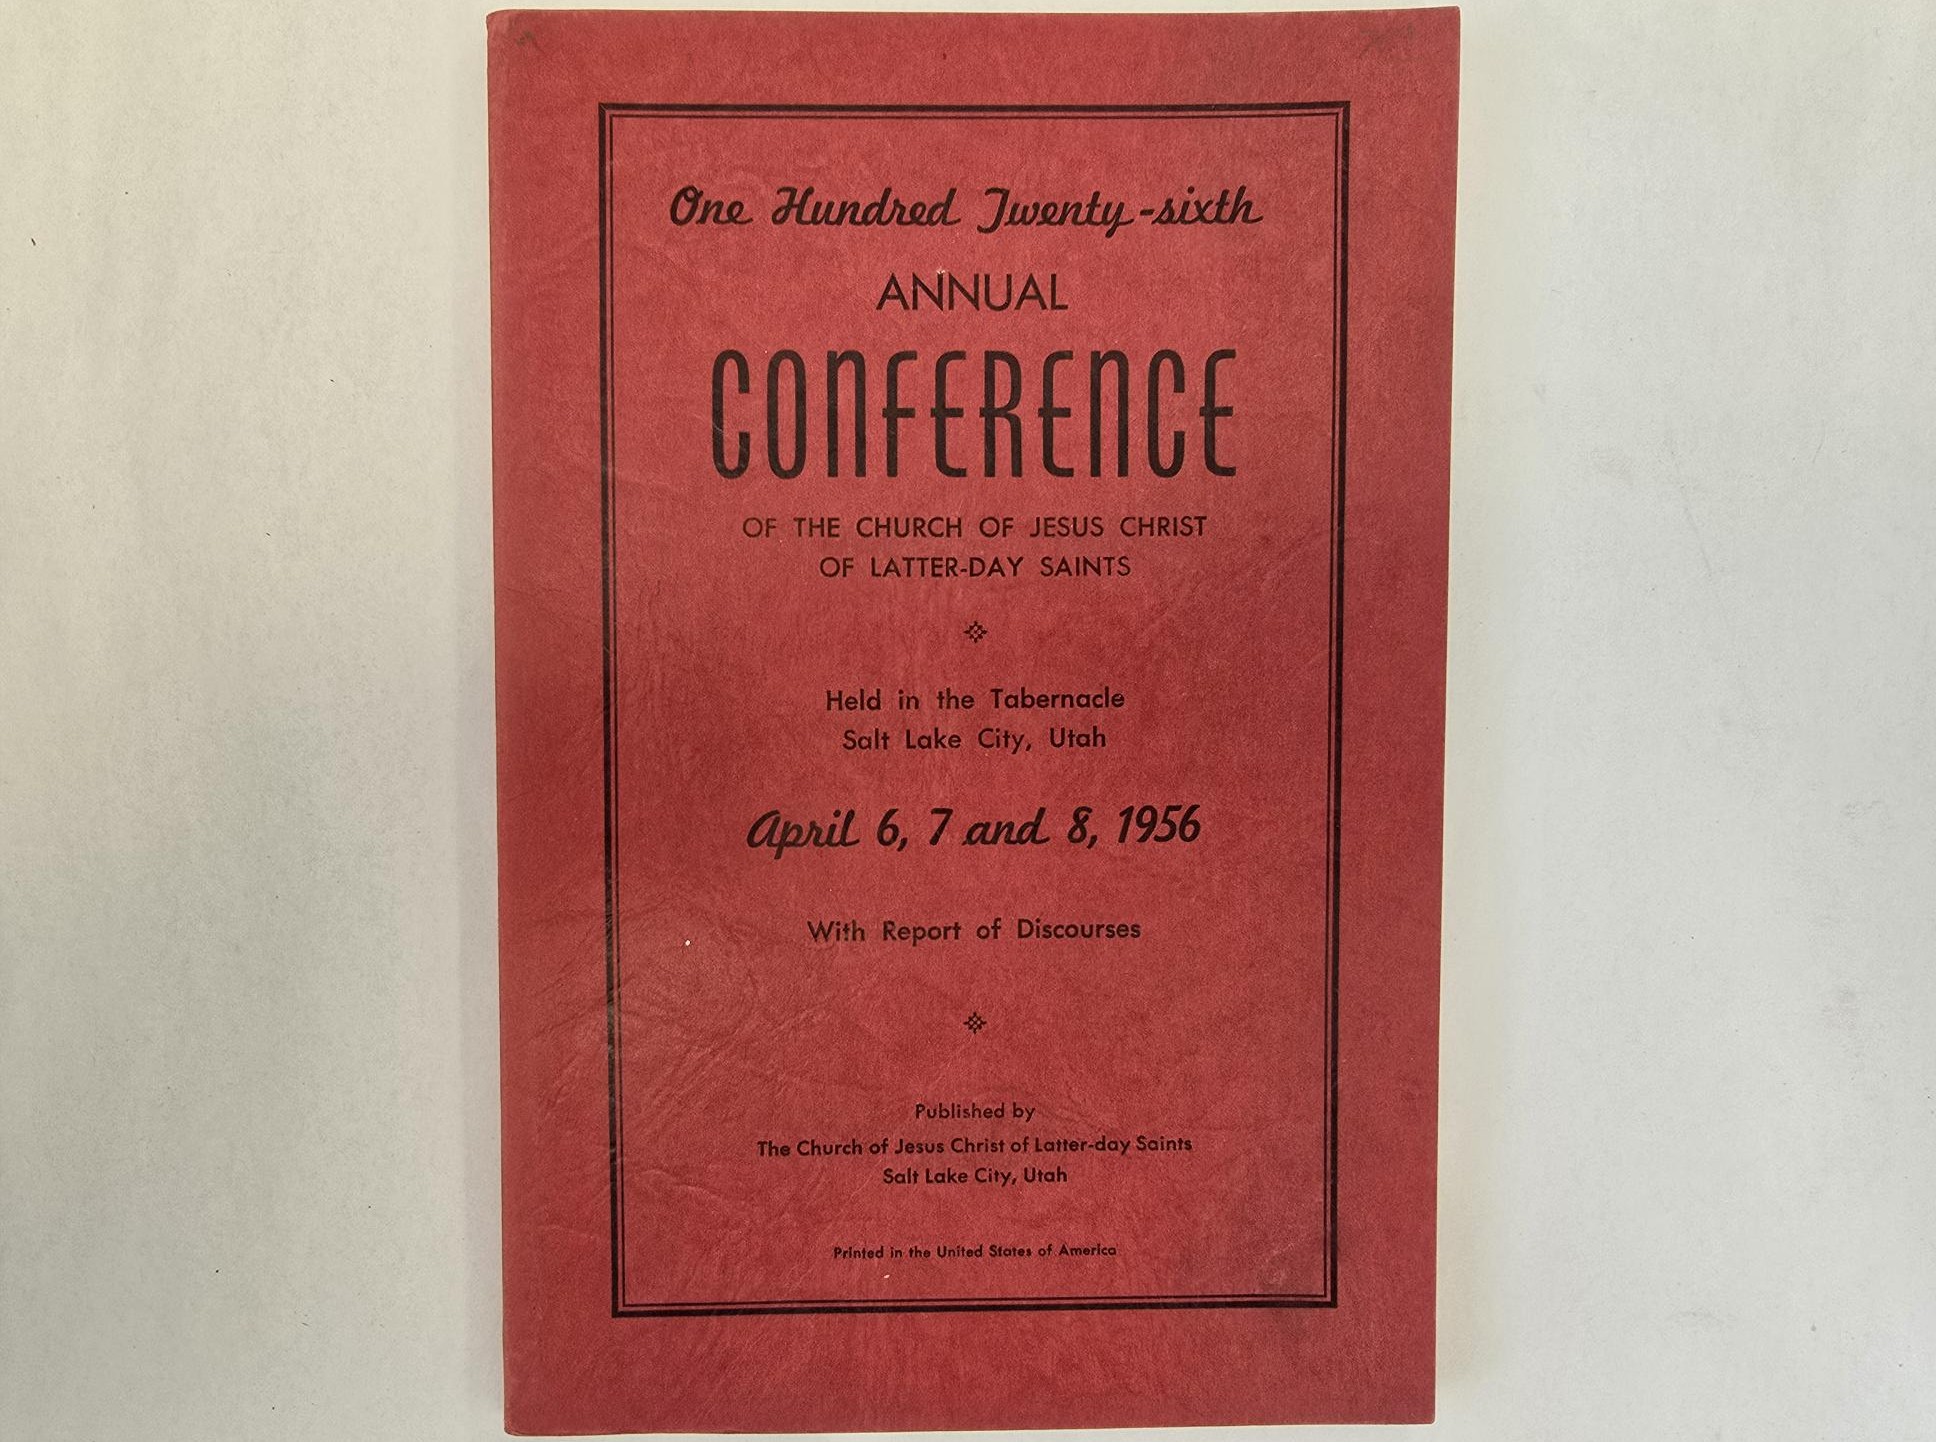 One Hundred Twenty-sixth
ANNUAL
CONFERENCE
OF THE CHURCH OF JESUS CHRIST
OF LATTER-DAY SAINTS
Held in the Tabernacle
Salt Lake City, Utah
April 6, 7 and 8, 1956
With Report of Discourses
Published by
The Church of Jesus Christ of Latter-day Saints
Salt Lake City, Utah
Printed in the United States of America